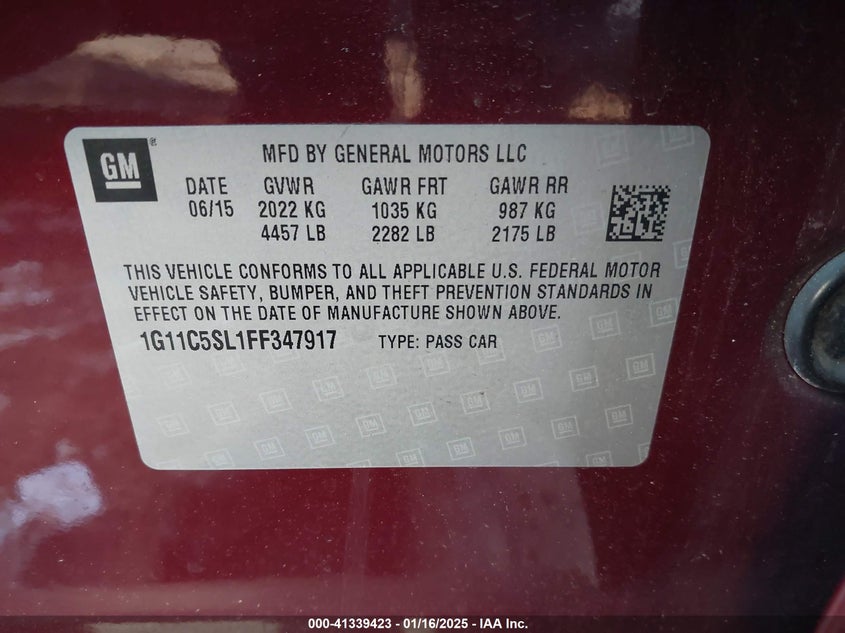 GM ®
MFD BY GENERAL MOTORS LLC
DATE GVWR GAWR FRT GAWR RR
06/15 2022 KG 1035 KG 987 KG
4457 LB 2282 LB 2175 LB
THIS VEHICLE CONFORMS TO ALL APPLICABLE U.S. FEDERAL MOTOR
VEHICLE SAFETY, BUMPER, AND THEFT PREVENTION STANDARDS IN
EFFECT ON THE DATE OF MANUFACTURE SHOWN ABOVE.
1G11C5SL1FF347917 TYPE: PASS CAR
000-41339423 - 01/16/2025 - IAA Inc.